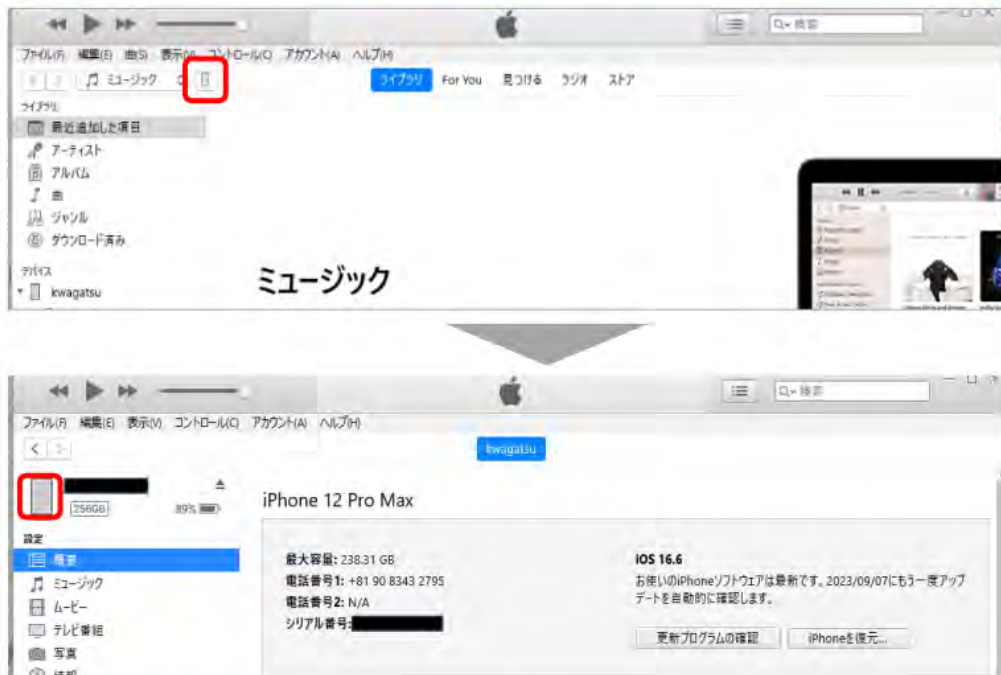 検索
ファイル(F) 編集(E) 曲(S) 表示(V) コントロール(C) アカウント(A) ヘルプ(H)
ミュージック
ライブラリ For You 見つける ラジオ ストア
ライブラリ
最近追加した項目
アーティスト
アルバム
曲
ジャンル
ダウンロード済み
デバイス
kwagatsu
ミュージック
検索
ファイル(F) 編集(E) 表示(V) コントロール(C) アカウント(A) ヘルプ(H)
kwagatsu
256GB 89%
iPhone 12 Pro Max
設定
概要
ミュージック
ムービー
テレビ番組
写真
情報
最大容量: 238.31 GB
電話番号1: +81 90 8343 2795
電話番号2: N/A
シリアル番号:
iOS 16.6
お使いのiPhoneソフトウェアは最新です。2023/09/07にもう一度アップ
デートを自動的に確認します。
更新プログラムの確認 iPhoneを復元...